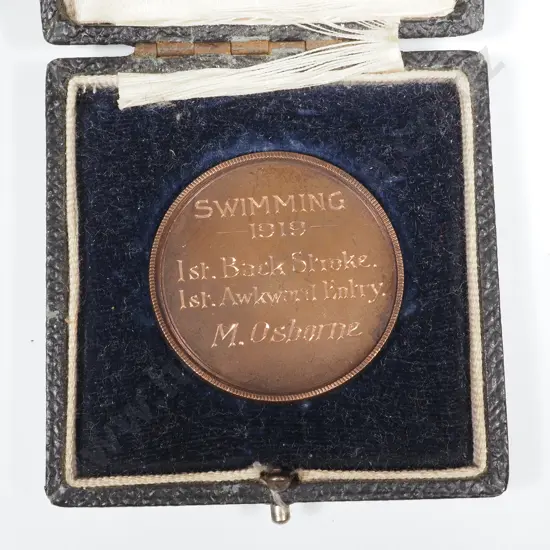 SWIMMING
1919
1st. Back Stroke.
1st. Awkward Entry.
M. Osborne